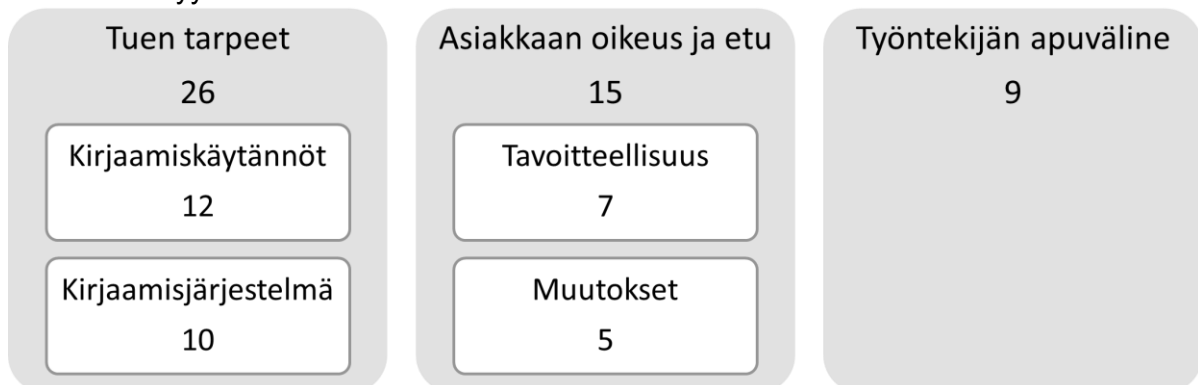 Tuen tarpeet
26
Kirjaamiskäytännöt
12
Kirjaamisjärjestelmä
10
Asiakkaan oikeus ja etu
15
Tavoitteellisuus
7
Muutokset
5
Työntekijän apuväline
9